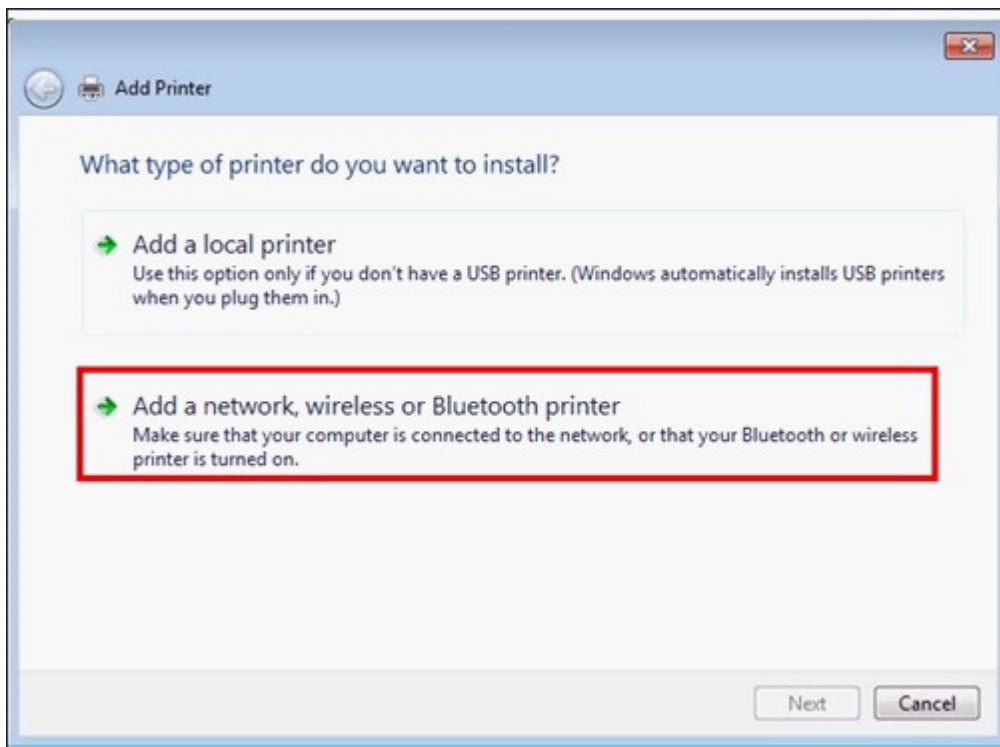 Add Printer
What type of printer do you want to install?
Add a local printer
Use this option only if you don't have a USB printer. (Windows automatically installs USB printers
when you plug them in.)
Add a network, wireless or Bluetooth printer
Make sure that your computer is connected to the network, or that your Bluetooth or wireless
printer is turned on.
Next
Cancel